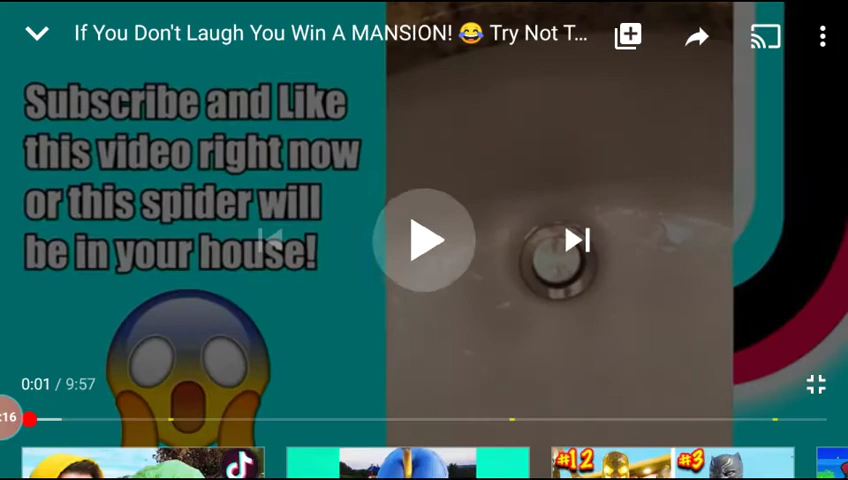 If You Don't Laugh You Win A MANSION! 😂 Try Not T...
Subscribe and Like
this video right now
or this spider will
be in your house!
0:01 / 9:57
:16
#12
#3